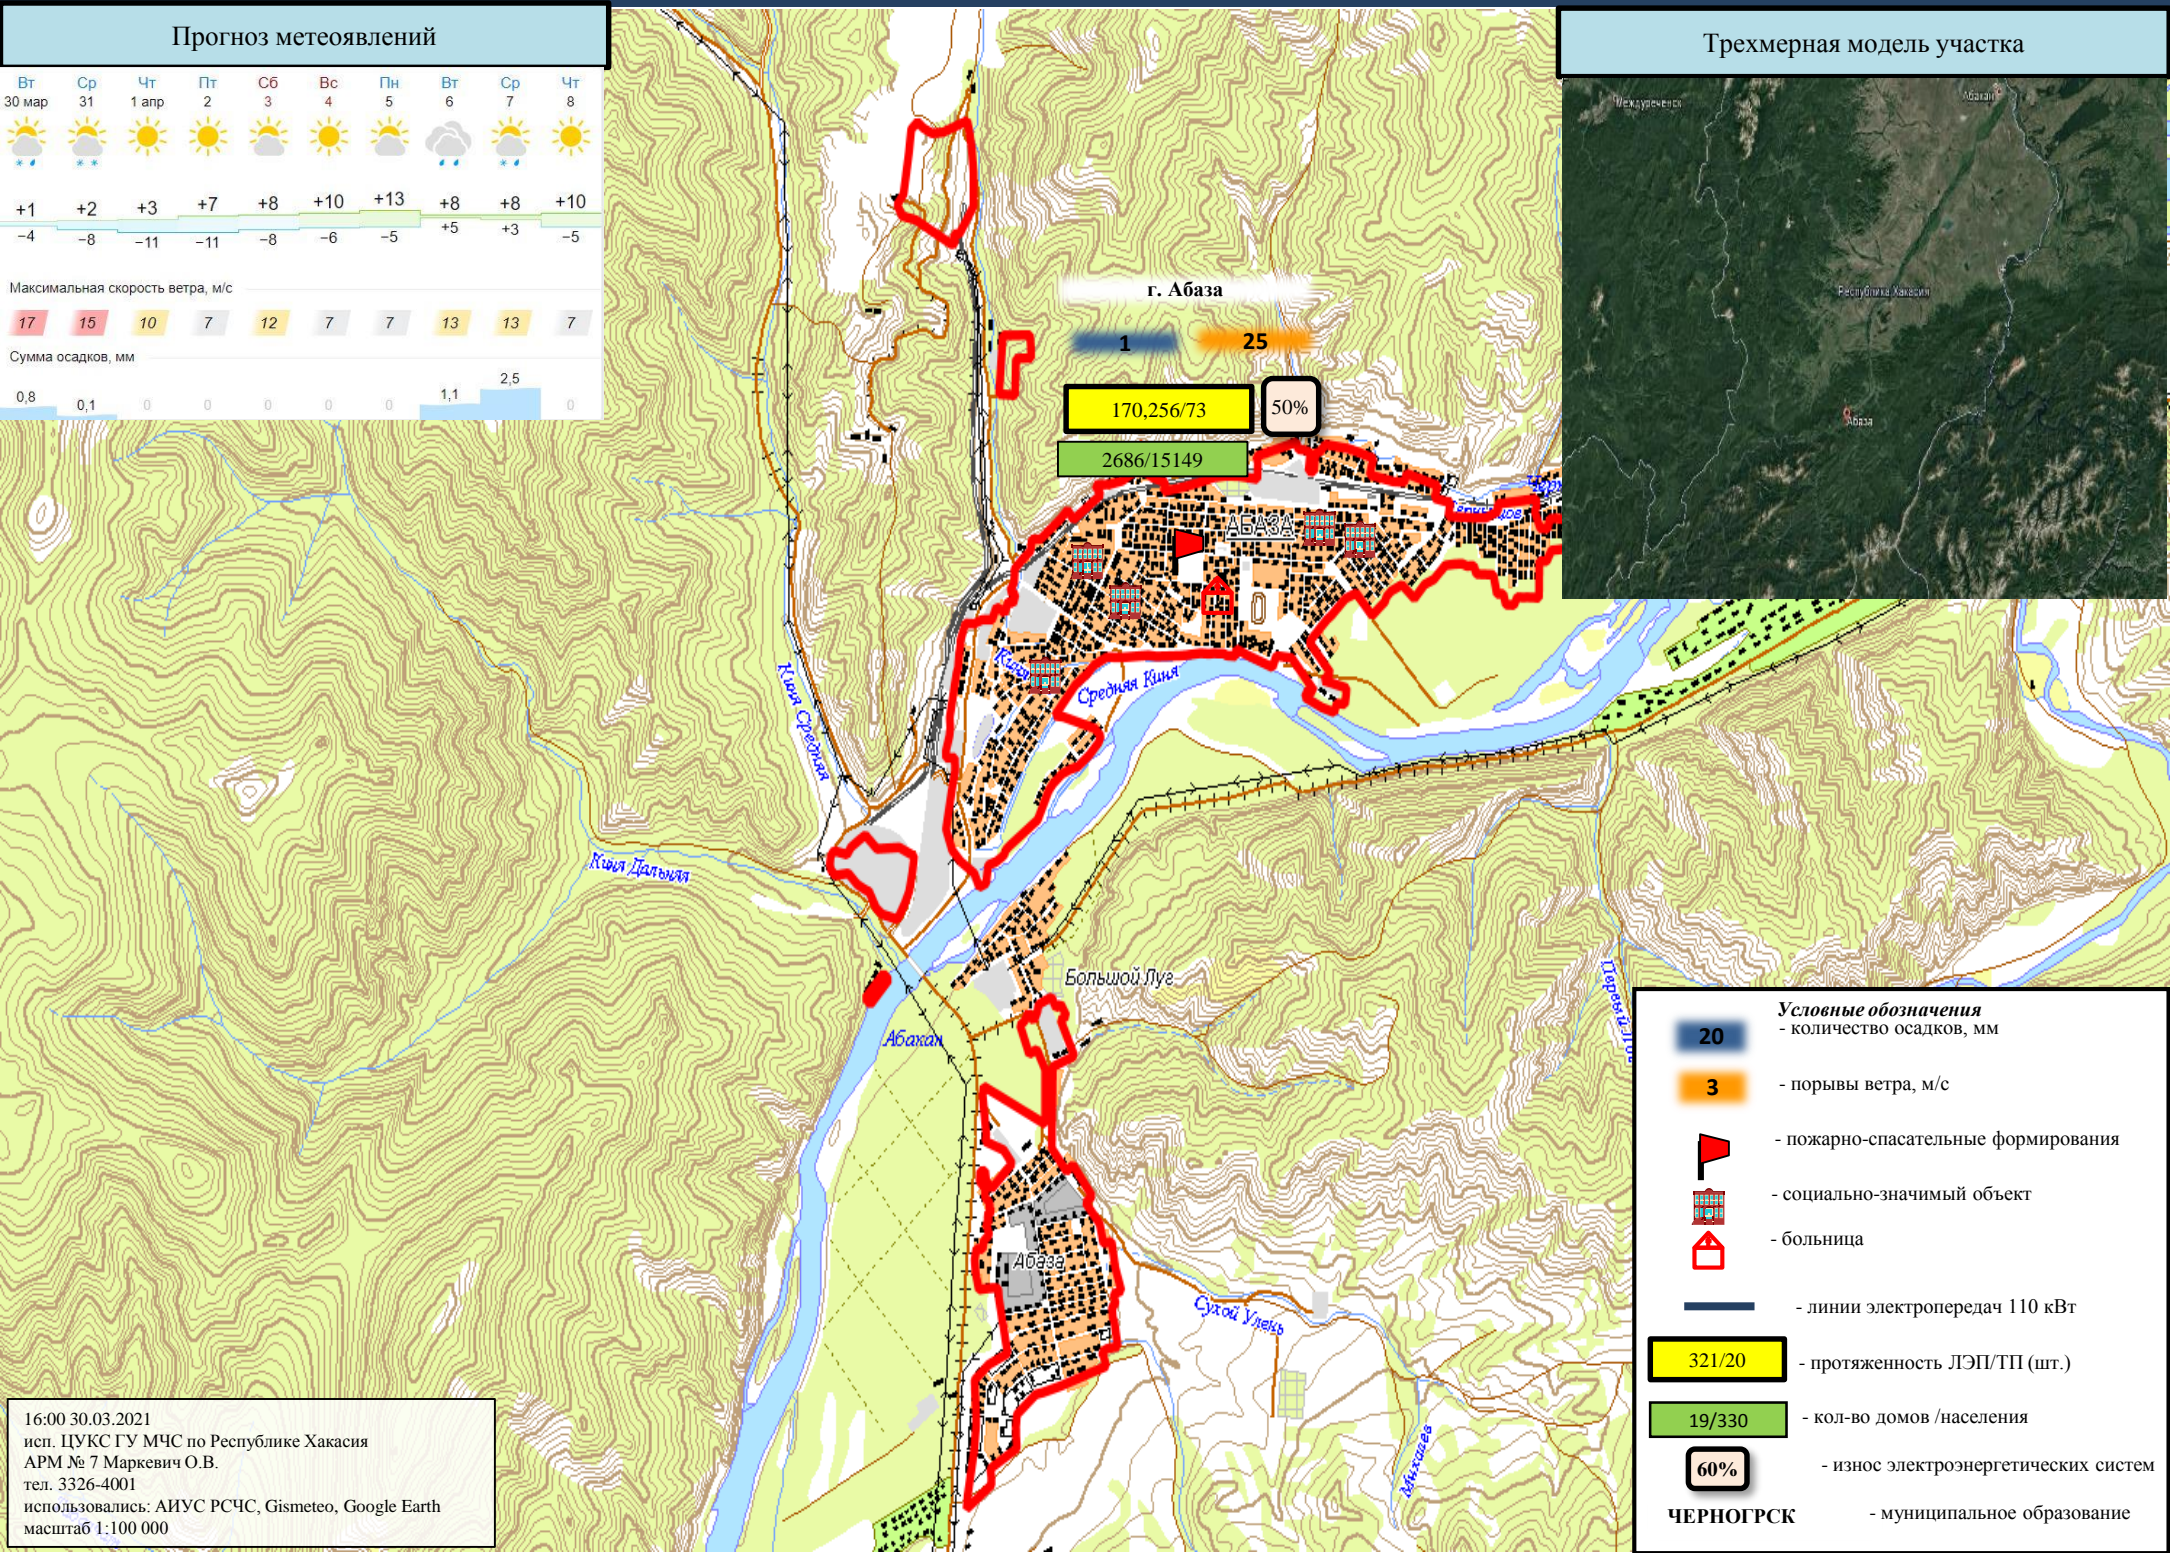 Прогноз метеоявлений
Вт Ср Чт Пт Сб Вс Пн Вт Ср Чт
30 мар 31 1 апр 2 3 4 5 6 7 8
+1 +2 +3 +7 +8 +10 +13 +8 +8 +10
−4 −8 −11 −11 −8 −6 −5 +5 +3 −5
Максимальная скорость ветра, м/с
17 15 10 7 12 7 7 13 13 7
Сумма осадков, мм
0,8 0,1 0 0 0 0 0 1,1 2,5 0
Трехмерная модель участка
Междуреченск
Абакан
Республика Хакасия
Абаза
г. Абаза
1 25
170,256/73 50%
2686/15149
АБАЗА
Средняя Киня
Киня Средняя
Киня Дальняя
Большой Луг
Абакан
Абаза
Сухой Улень
Условные обозначения
20 - количество осадков, мм
3 - порывы ветра, м/с
- пожарно-спасательные формирования
- социально-значимый объект
- больница
- линии электропередач 110 кВт
321/20 - протяженность ЛЭП/ТП (шт.)
19/330 - кол-во домов /населения
60% - износ электроэнергетических систем
ЧЕРНОГРСК - муниципальное образование
16:00 30.03.2021
исп. ЦУКС ГУ МЧС по Республике Хакасия
АРМ № 7 Маркевич О.В.
тел. 3326-4001
использовались: АИУС РСЧС, Gismeteo, Google Earth
масштаб 1:100 000